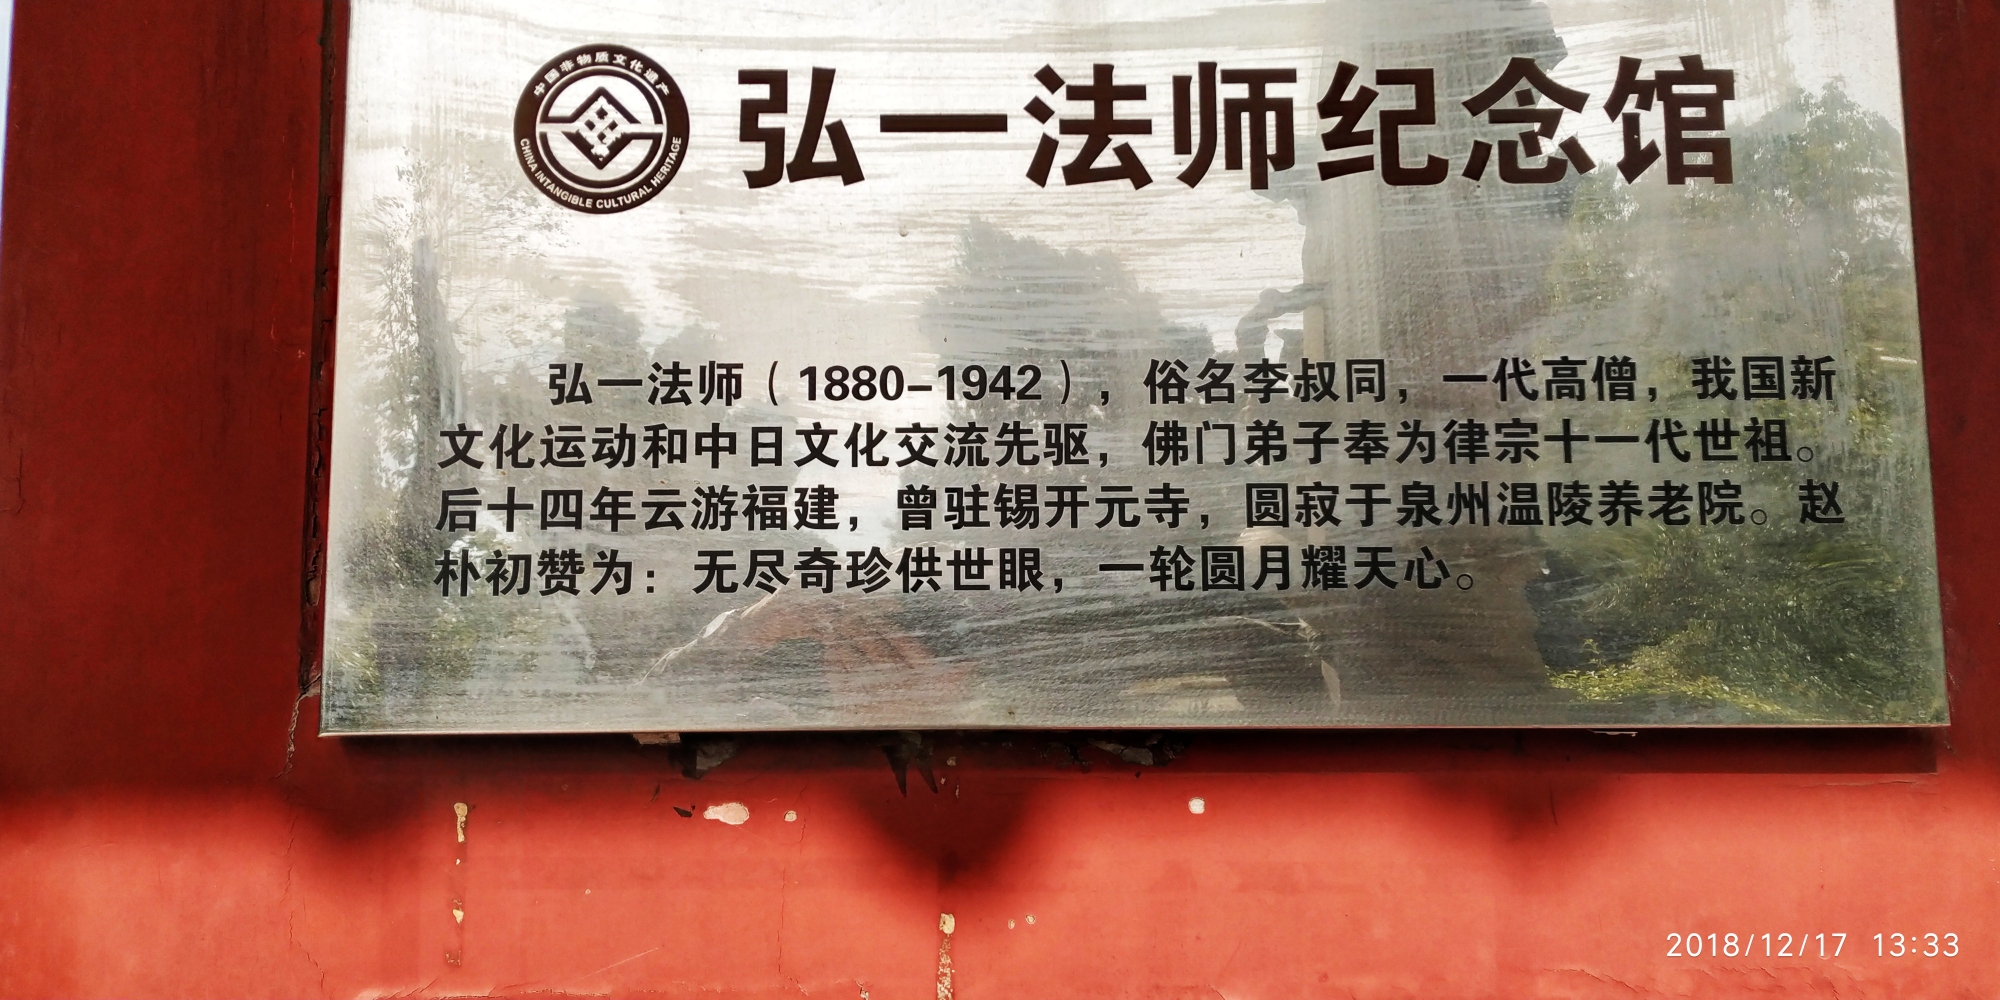 中国非物质文化遗产
CHINA INTANGIBLE CULTURAL HERITAGE
弘一法师纪念馆
弘一法师（1880-1942），俗名李叔同，一代高僧，我国新
文化运动和中日文化交流先驱，佛门弟子奉为律宗十一代世祖。
后十四年云游福建，曾驻锡开元寺，圆寂于泉州温陵养老院。赵
朴初赞为：无尽奇珍供世眼，一轮圆月耀天心。
2018/12/17 13:33